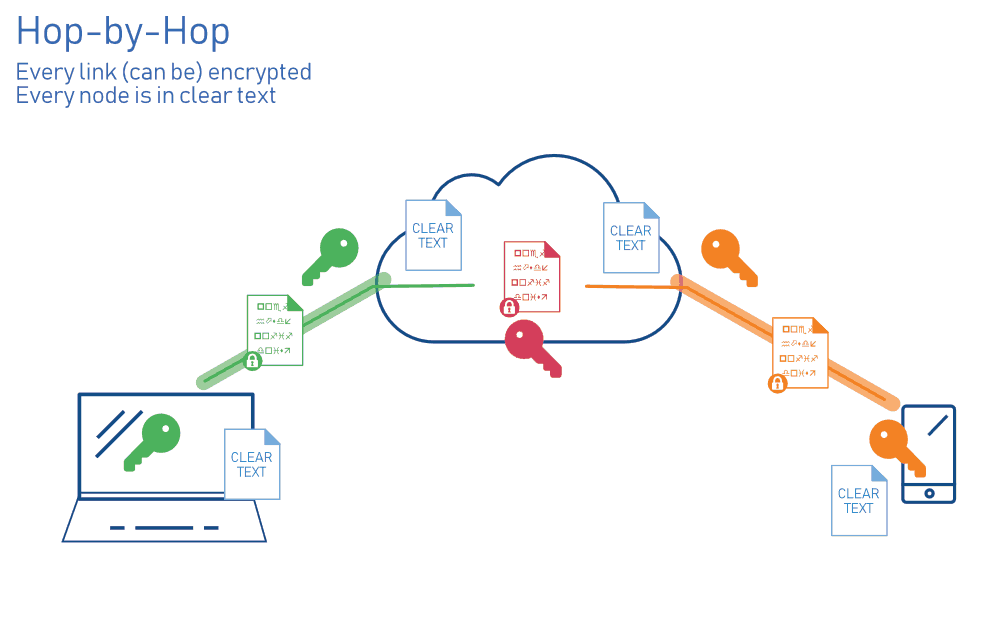 Hop-by-Hop
Every link (can be) encrypted
Every node is in clear text
CLEAR
TEXT
CLEAR
TEXT
CLEAR
TEXT
CLEAR
TEXT